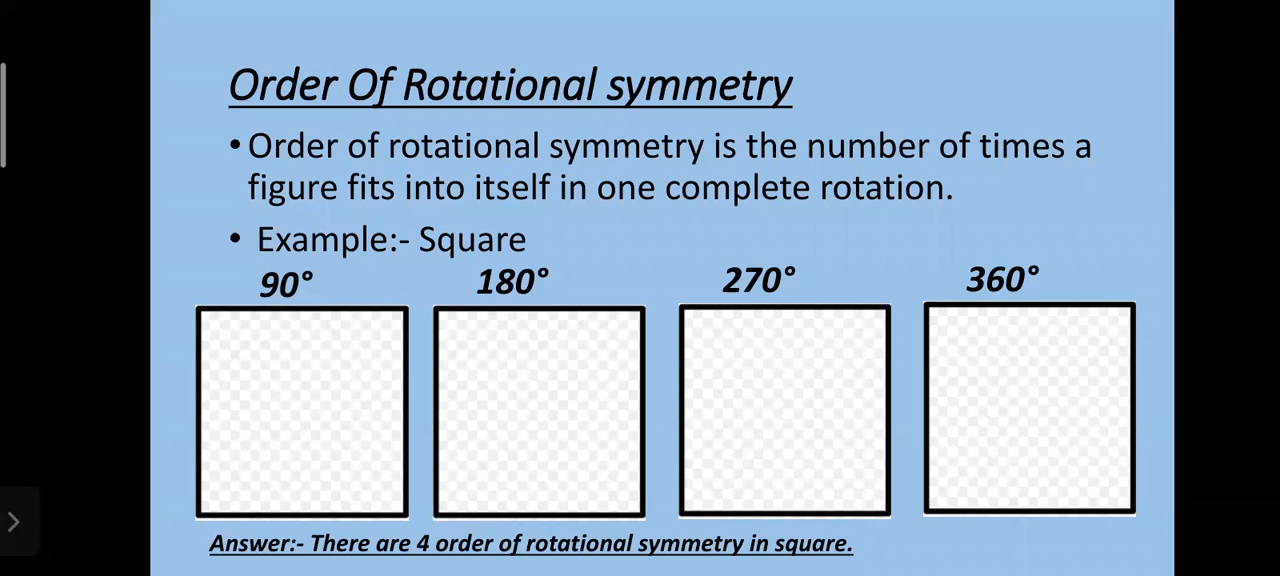 Order Of Rotational symmetry
•Order of rotational symmetry is the number of times a
figure fits into itself in one complete rotation.
• Example:- Square
90° 180° 270° 360°
Answer:- There are 4 order of rotational symmetry in square.